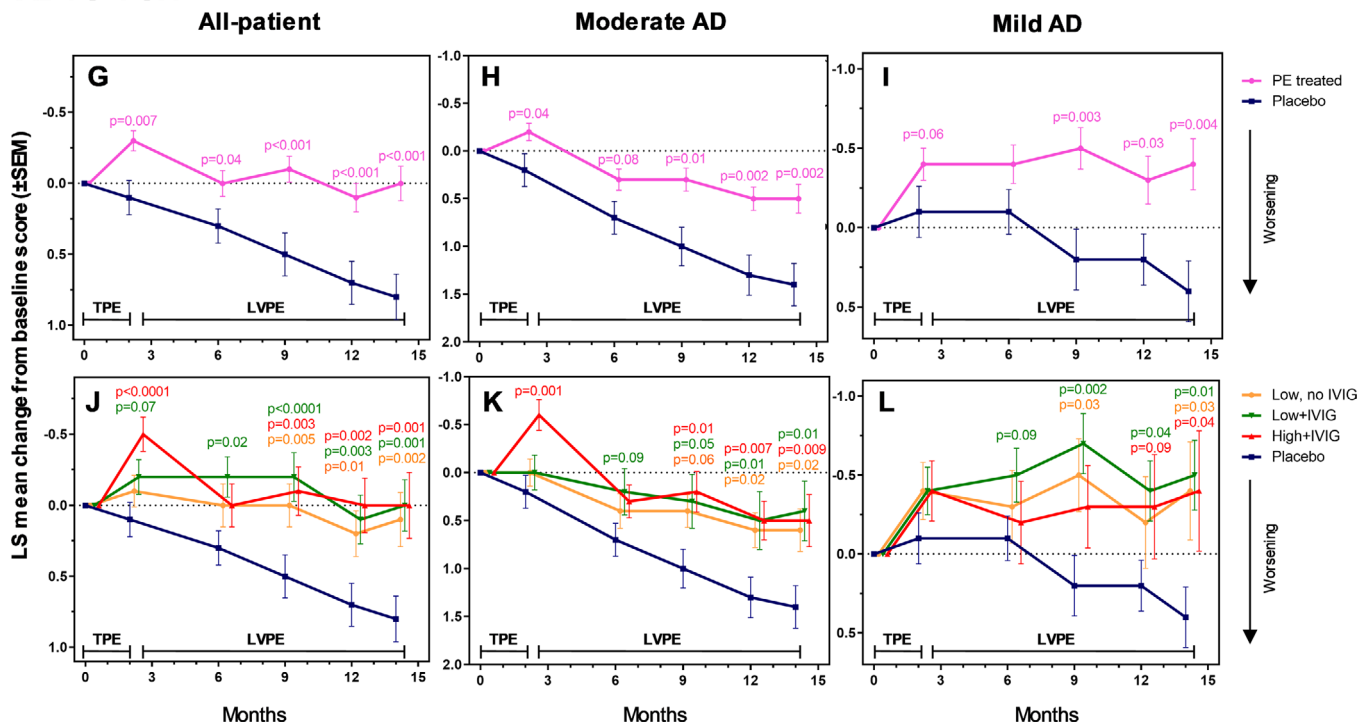 All-patient
Moderate AD
Mild AD
LS mean change from baseline score (±SEM)
G
-0.5
0.0
0.5
1.0
p=0.007
p=0.04
p<0.001
p<0.001
p<0.001
TPE
LVPE
0 3 6 9 12 15
H
-1.0
-0.5
0.0
0.5
1.0
1.5
2.0
p=0.04
p=0.08
p=0.01
p=0.002
p=0.002
TPE
LVPE
0 3 6 9 12 15
I
-1.0
-0.5
0.0
0.5
p=0.06
p=0.003
p=0.03
p=0.004
TPE
LVPE
0 3 6 9 12 15
PE treated
Placebo
Worsening
J
-0.5
0.0
0.5
1.0
p<0.0001
p=0.07
p=0.02
p<0.0001
p=0.003
p=0.005
p=0.002
p=0.003
p=0.01
p=0.001
p=0.001
p=0.002
TPE
LVPE
0 3 6 9 12 15
Months
K
-1.0
-0.5
0.0
0.5
1.0
1.5
2.0
p=0.001
p=0.09
p=0.01
p=0.05
p=0.06
p=0.007
p=0.01
p=0.02
p=0.01
p=0.009
p=0.02
TPE
LVPE
0 3 6 9 12 15
Months
L
-1.0
-0.5
0.0
0.5
p=0.09
p=0.002
p=0.03
p=0.04
p=0.09
p=0.01
p=0.03
p=0.04
TPE
LVPE
0 3 6 9 12 15
Months
Low, no IVIG
Low+IVIG
High+IVIG
Placebo
Worsening